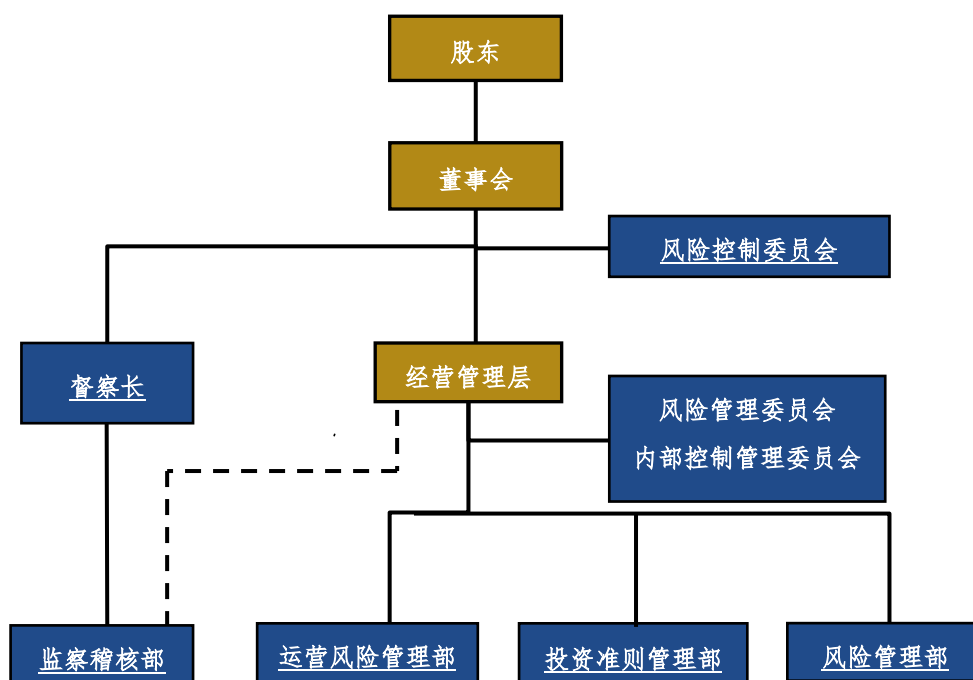 股东
董事会
风险控制委员会
督察长
经营管理层
风险管理委员会
内部控制管理委员会
监察稽核部
运营风险管理部
投资准则管理部
风险管理部